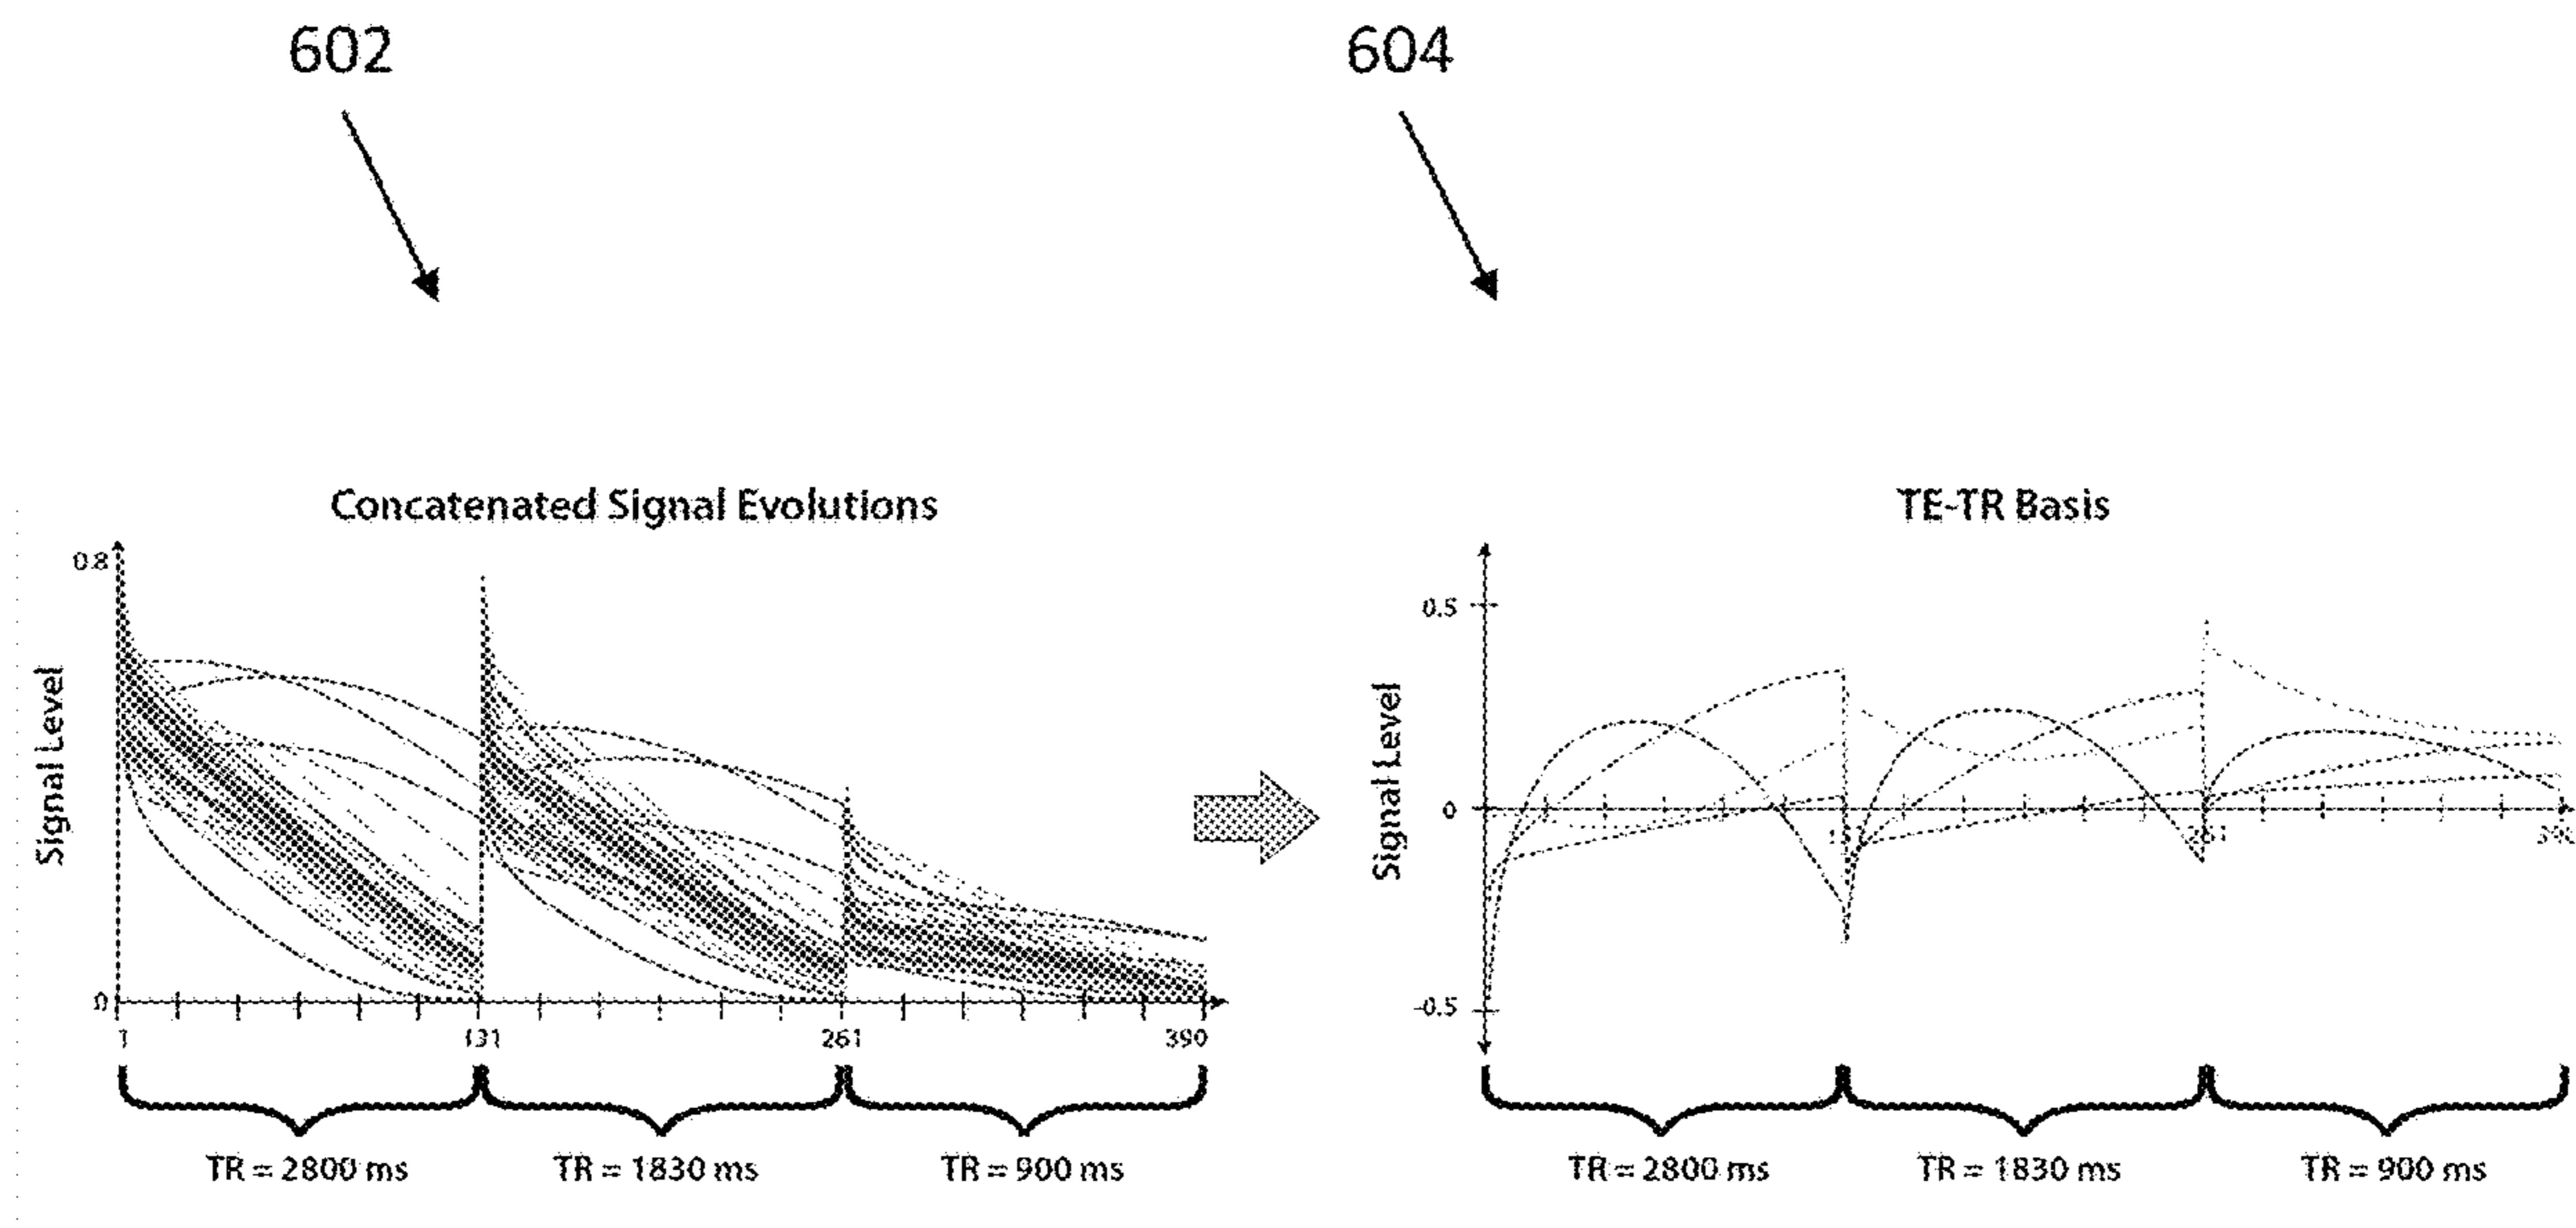 602
604
Concatenated Signal Evolutions
TE-TR Basis
0.8
Signal Level
0
1
131
261
390
TR = 2800 ms
TR = 1830 ms
TR = 900 ms
0.5
Signal Level
0
-0.5
TR = 2800 ms
TR = 1830 ms
TR = 900 ms